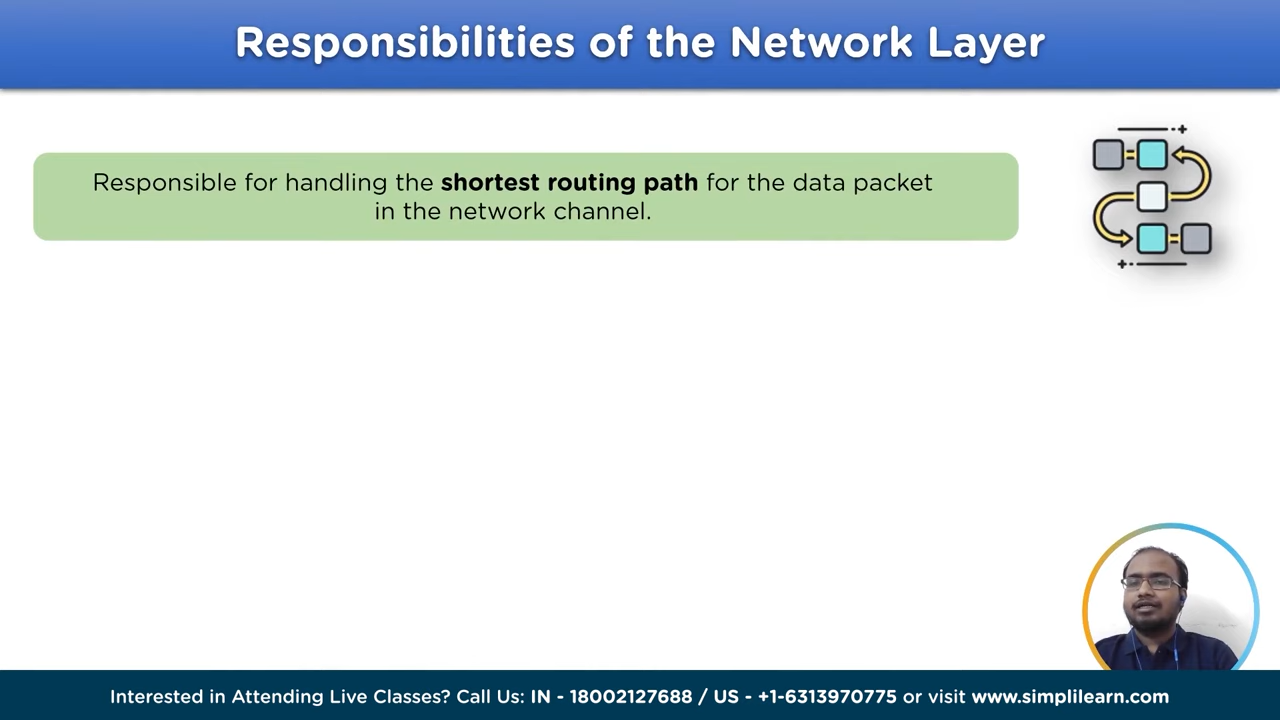 Responsibilities of the Network Layer
Responsible for handling the shortest routing path for the data packet
in the network channel.
Interested in Attending Live Classes? Call Us: IN - 18002127688 / US - +1-6313970775 or visit www.simplilearn.com